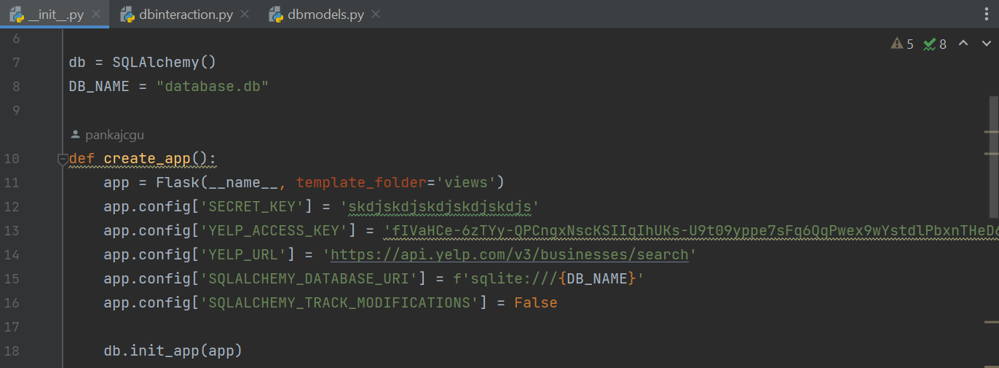 __init__.py dbinteraction.py dbmodels.py
5 8
6
7 db = SQLAlchemy()
8 DB_NAME = "database.db"
9
pankajcgu
10 def create_app():
11 app = Flask(__name__, template_folder='views')
12 app.config['SECRET_KEY'] = 'skdjskdjskdjskdjskdjs'
13 app.config['YELP_ACCESS_KEY'] = 'fIVaHCe-6zTYy-QPCngxNscKSIIqIhUKs-U9t09yppe7sFq6QqPwex9wYstdlPbxnTHeD6
14 app.config['YELP_URL'] = 'https://api.yelp.com/v3/businesses/search'
15 app.config['SQLALCHEMY_DATABASE_URI'] = f'sqlite:///{DB_NAME}'
16 app.config['SQLALCHEMY_TRACK_MODIFICATIONS'] = False
17
18 db.init_app(app)